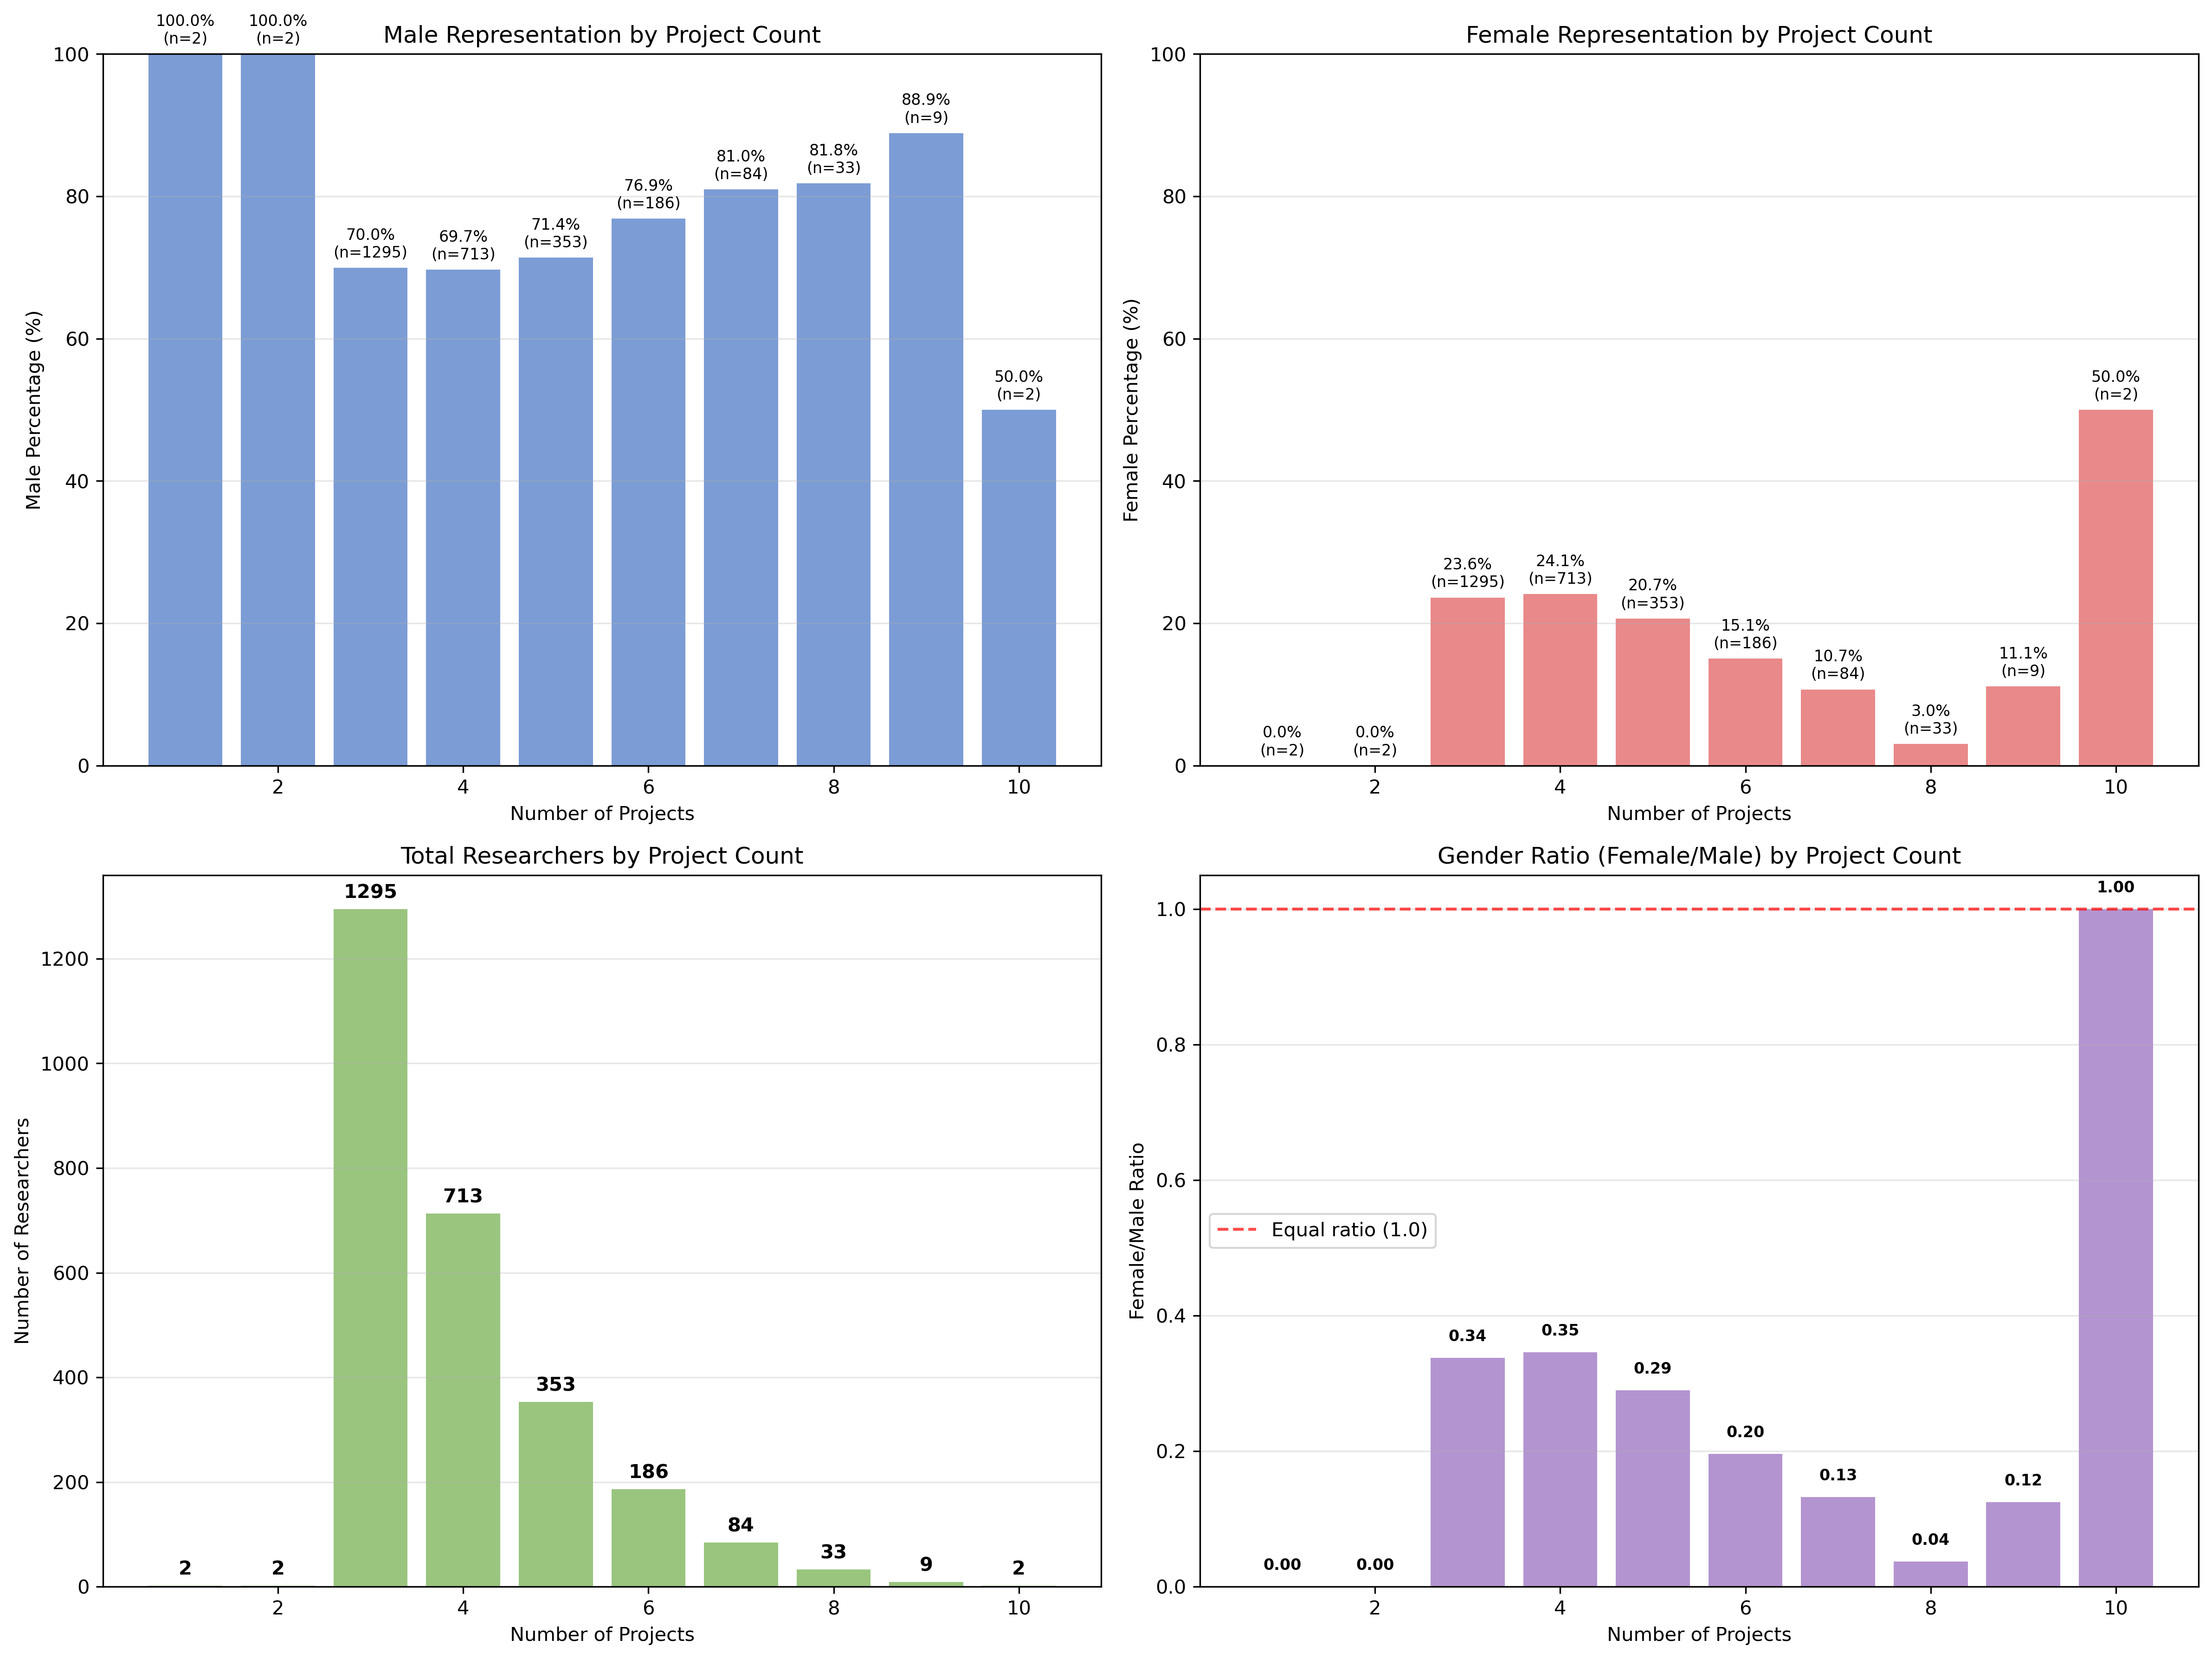 Male Representation by Project Count
100.0%
(n=2)
100.0%
(n=2)
70.0%
(n=1295)
69.7%
(n=713)
71.4%
(n=353)
76.9%
(n=186)
81.0%
(n=84)
81.8%
(n=33)
88.9%
(n=9)
50.0%
(n=2)
Male Percentage (%)
100
80
60
40
20
0
2
4
6
8
10
Number of Projects
Female Representation by Project Count
0.0%
(n=2)
0.0%
(n=2)
23.6%
(n=1295)
24.1%
(n=713)
20.7%
(n=353)
15.1%
(n=186)
10.7%
(n=84)
3.0%
(n=33)
11.1%
(n=9)
50.0%
(n=2)
Female Percentage (%)
100
80
60
40
20
0
2
4
6
8
10
Number of Projects
Total Researchers by Project Count
2
2
1295
713
353
186
84
33
9
2
Number of Researchers
1200
1000
800
600
400
200
0
2
4
6
8
10
Number of Projects
Gender Ratio (Female/Male) by Project Count
0.00
0.00
0.34
0.35
0.29
0.20
0.13
0.04
0.12
1.00
Equal ratio (1.0)
Female/Male Ratio
1.0
0.8
0.6
0.4
0.2
0.0
2
4
6
8
10
Number of Projects